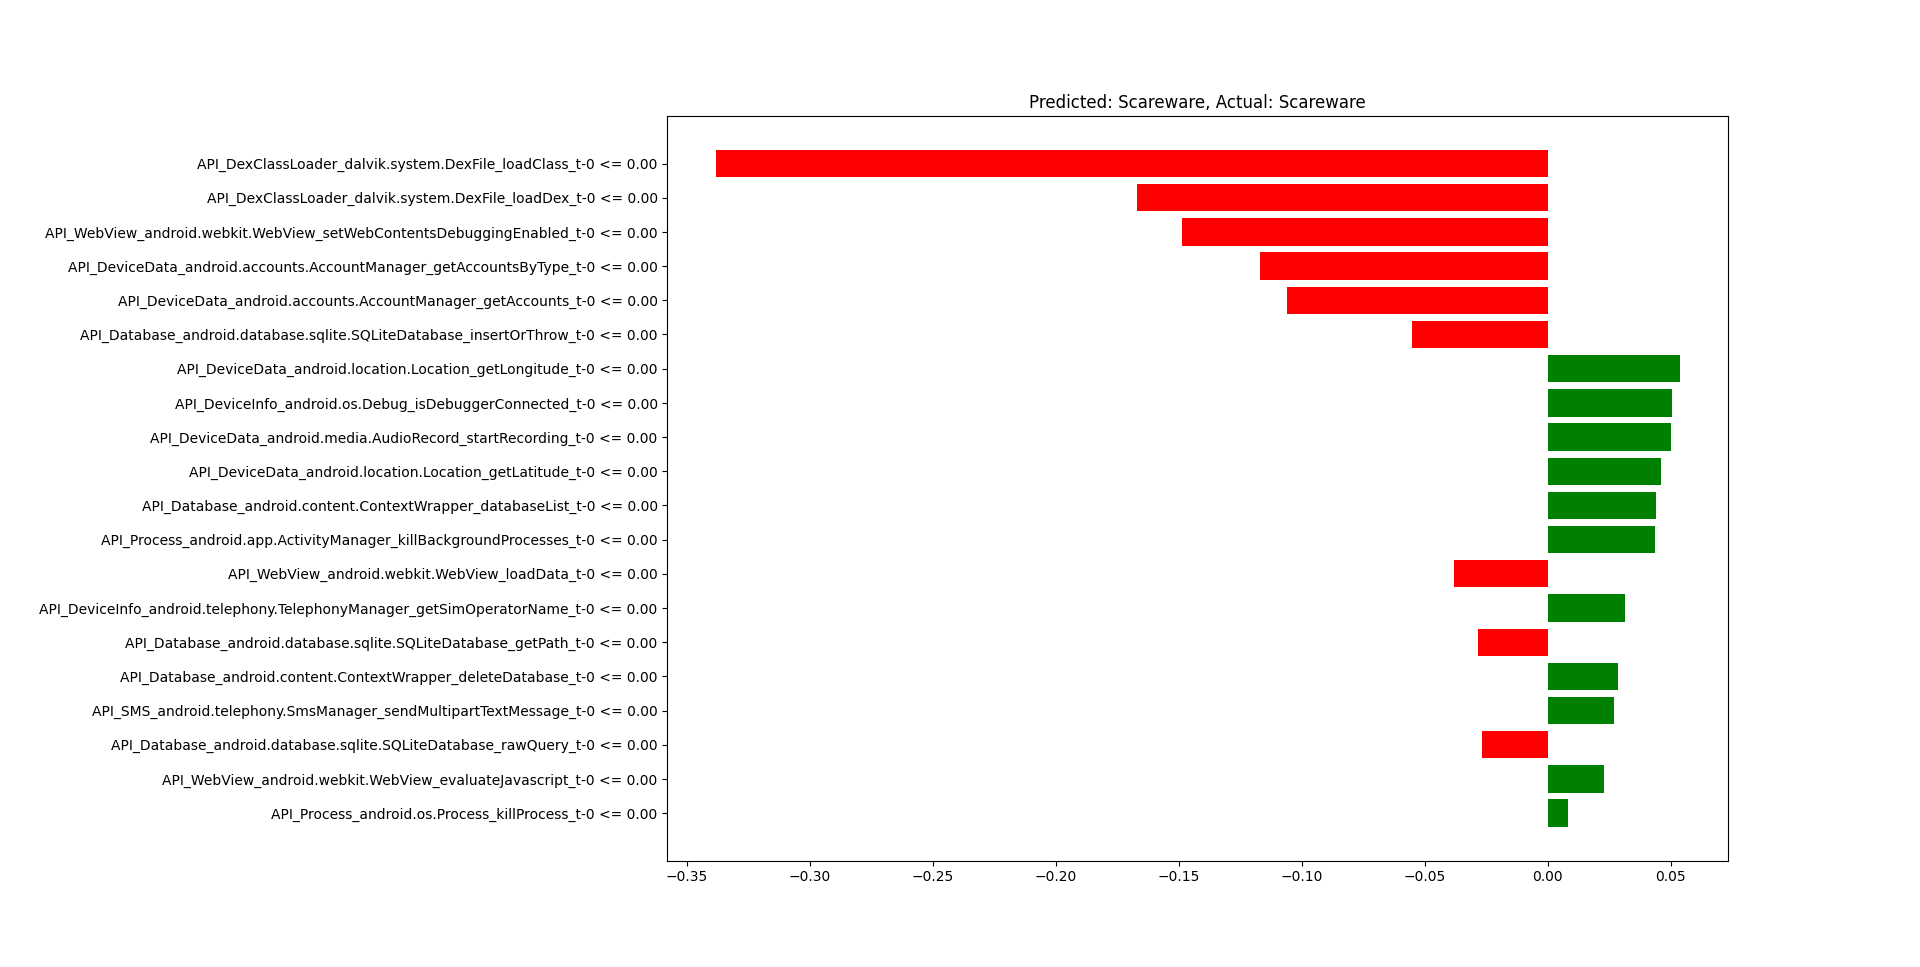 Predicted: Scareware, Actual: Scareware
API_DexClassLoader_dalvik.system.DexFile_loadClass_t-0 <= 0.00
API_DexClassLoader_dalvik.system.DexFile_loadDex_t-0 <= 0.00
API_WebView_android.webkit.WebView_setWebContentsDebuggingEnabled_t-0 <= 0.00
API_DeviceData_android.accounts.AccountManager_getAccountsByType_t-0 <= 0.00
API_DeviceData_android.accounts.AccountManager_getAccounts_t-0 <= 0.00
API_Database_android.database.sqlite.SQLiteDatabase_insertOrThrow_t-0 <= 0.00
API_DeviceData_android.location.Location_getLongitude_t-0 <= 0.00
API_DeviceInfo_android.os.Debug_isDebuggerConnected_t-0 <= 0.00
API_DeviceData_android.media.AudioRecord_startRecording_t-0 <= 0.00
API_DeviceData_android.location.Location_getLatitude_t-0 <= 0.00
API_Database_android.content.ContextWrapper_databaseList_t-0 <= 0.00
API_Process_android.app.ActivityManager_killBackgroundProcesses_t-0 <= 0.00
API_WebView_android.webkit.WebView_loadData_t-0 <= 0.00
API_DeviceInfo_android.telephony.TelephonyManager_getSimOperatorName_t-0 <= 0.00
API_Database_android.database.sqlite.SQLiteDatabase_getPath_t-0 <= 0.00
API_Database_android.content.ContextWrapper_deleteDatabase_t-0 <= 0.00
API_SMS_android.telephony.SmsManager_sendMultipartTextMessage_t-0 <= 0.00
API_Database_android.database.sqlite.SQLiteDatabase_rawQuery_t-0 <= 0.00
API_WebView_android.webkit.WebView_evaluateJavascript_t-0 <= 0.00
API_Process_android.os.Process_killProcess_t-0 <= 0.00
−0.35 −0.30 −0.25 −0.20 −0.15 −0.10 −0.05 0.00 0.05